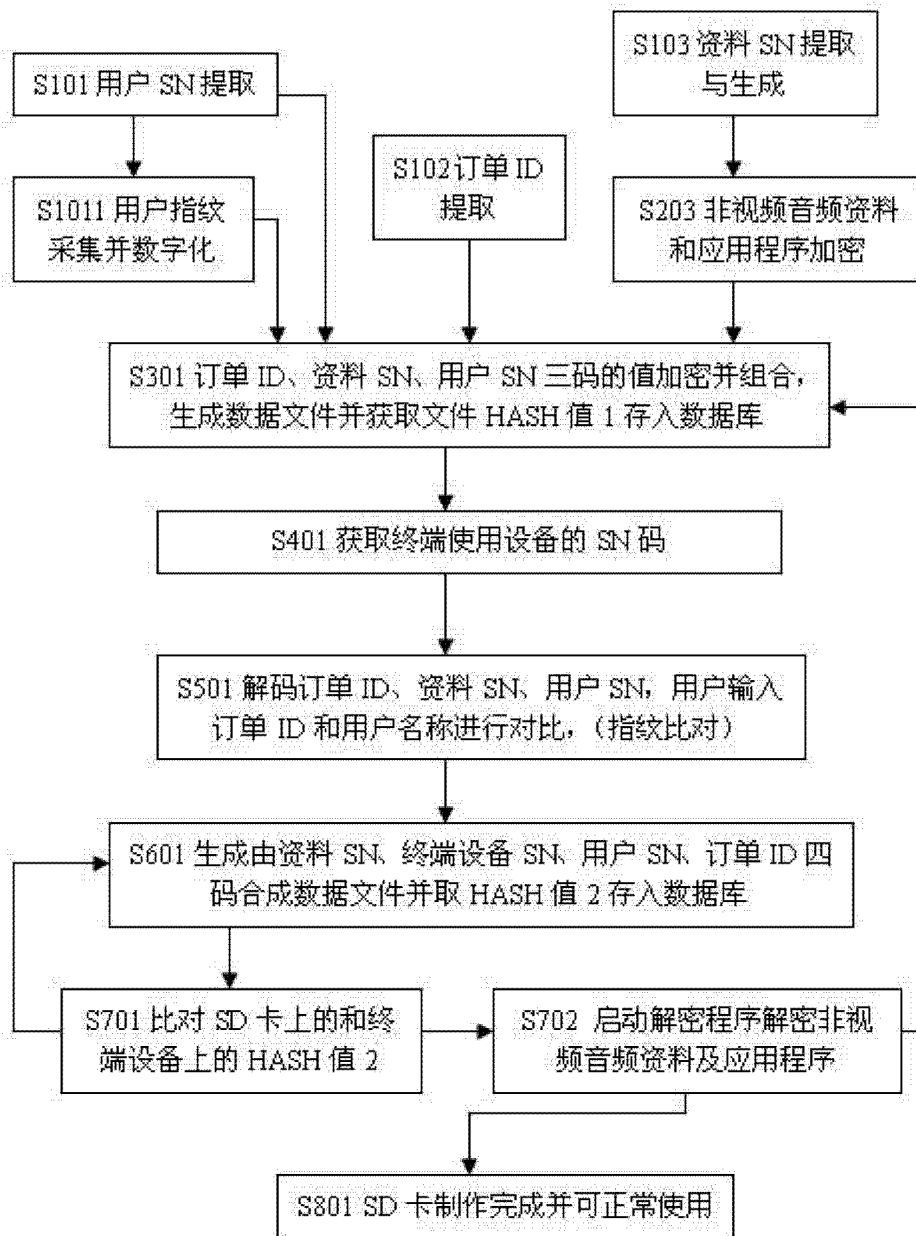 S101 用户 SN 提取
S103 资料 SN 提取
与生成
S1011 用户指纹
采集并数字化
S102 订单 ID
提取
S203 非视频音频资料
和应用程序加密
S301 订单 ID、资料 SN、用户 SN 三码的值加密并组合，
生成数据文件并获取文件 HASH 值 1 存入数据库
S401 获取终端使用设备的 SN 码
S501 解码订单 ID、资料 SN、用户 SN，用户输入
订单 ID 和用户名称进行对比，（指纹比对）
S601 生成由资料 SN、终端设备 SN、用户 SN、订单 ID 四
码合成数据文件并取 HASH 值 2 存入数据库
S701 比对 SD 卡上的和终
端设备上的 HASH 值 2
S702 启动解密程序解密非视
频音频资料及应用程序
S801 SD 卡制作完成并可正常使用